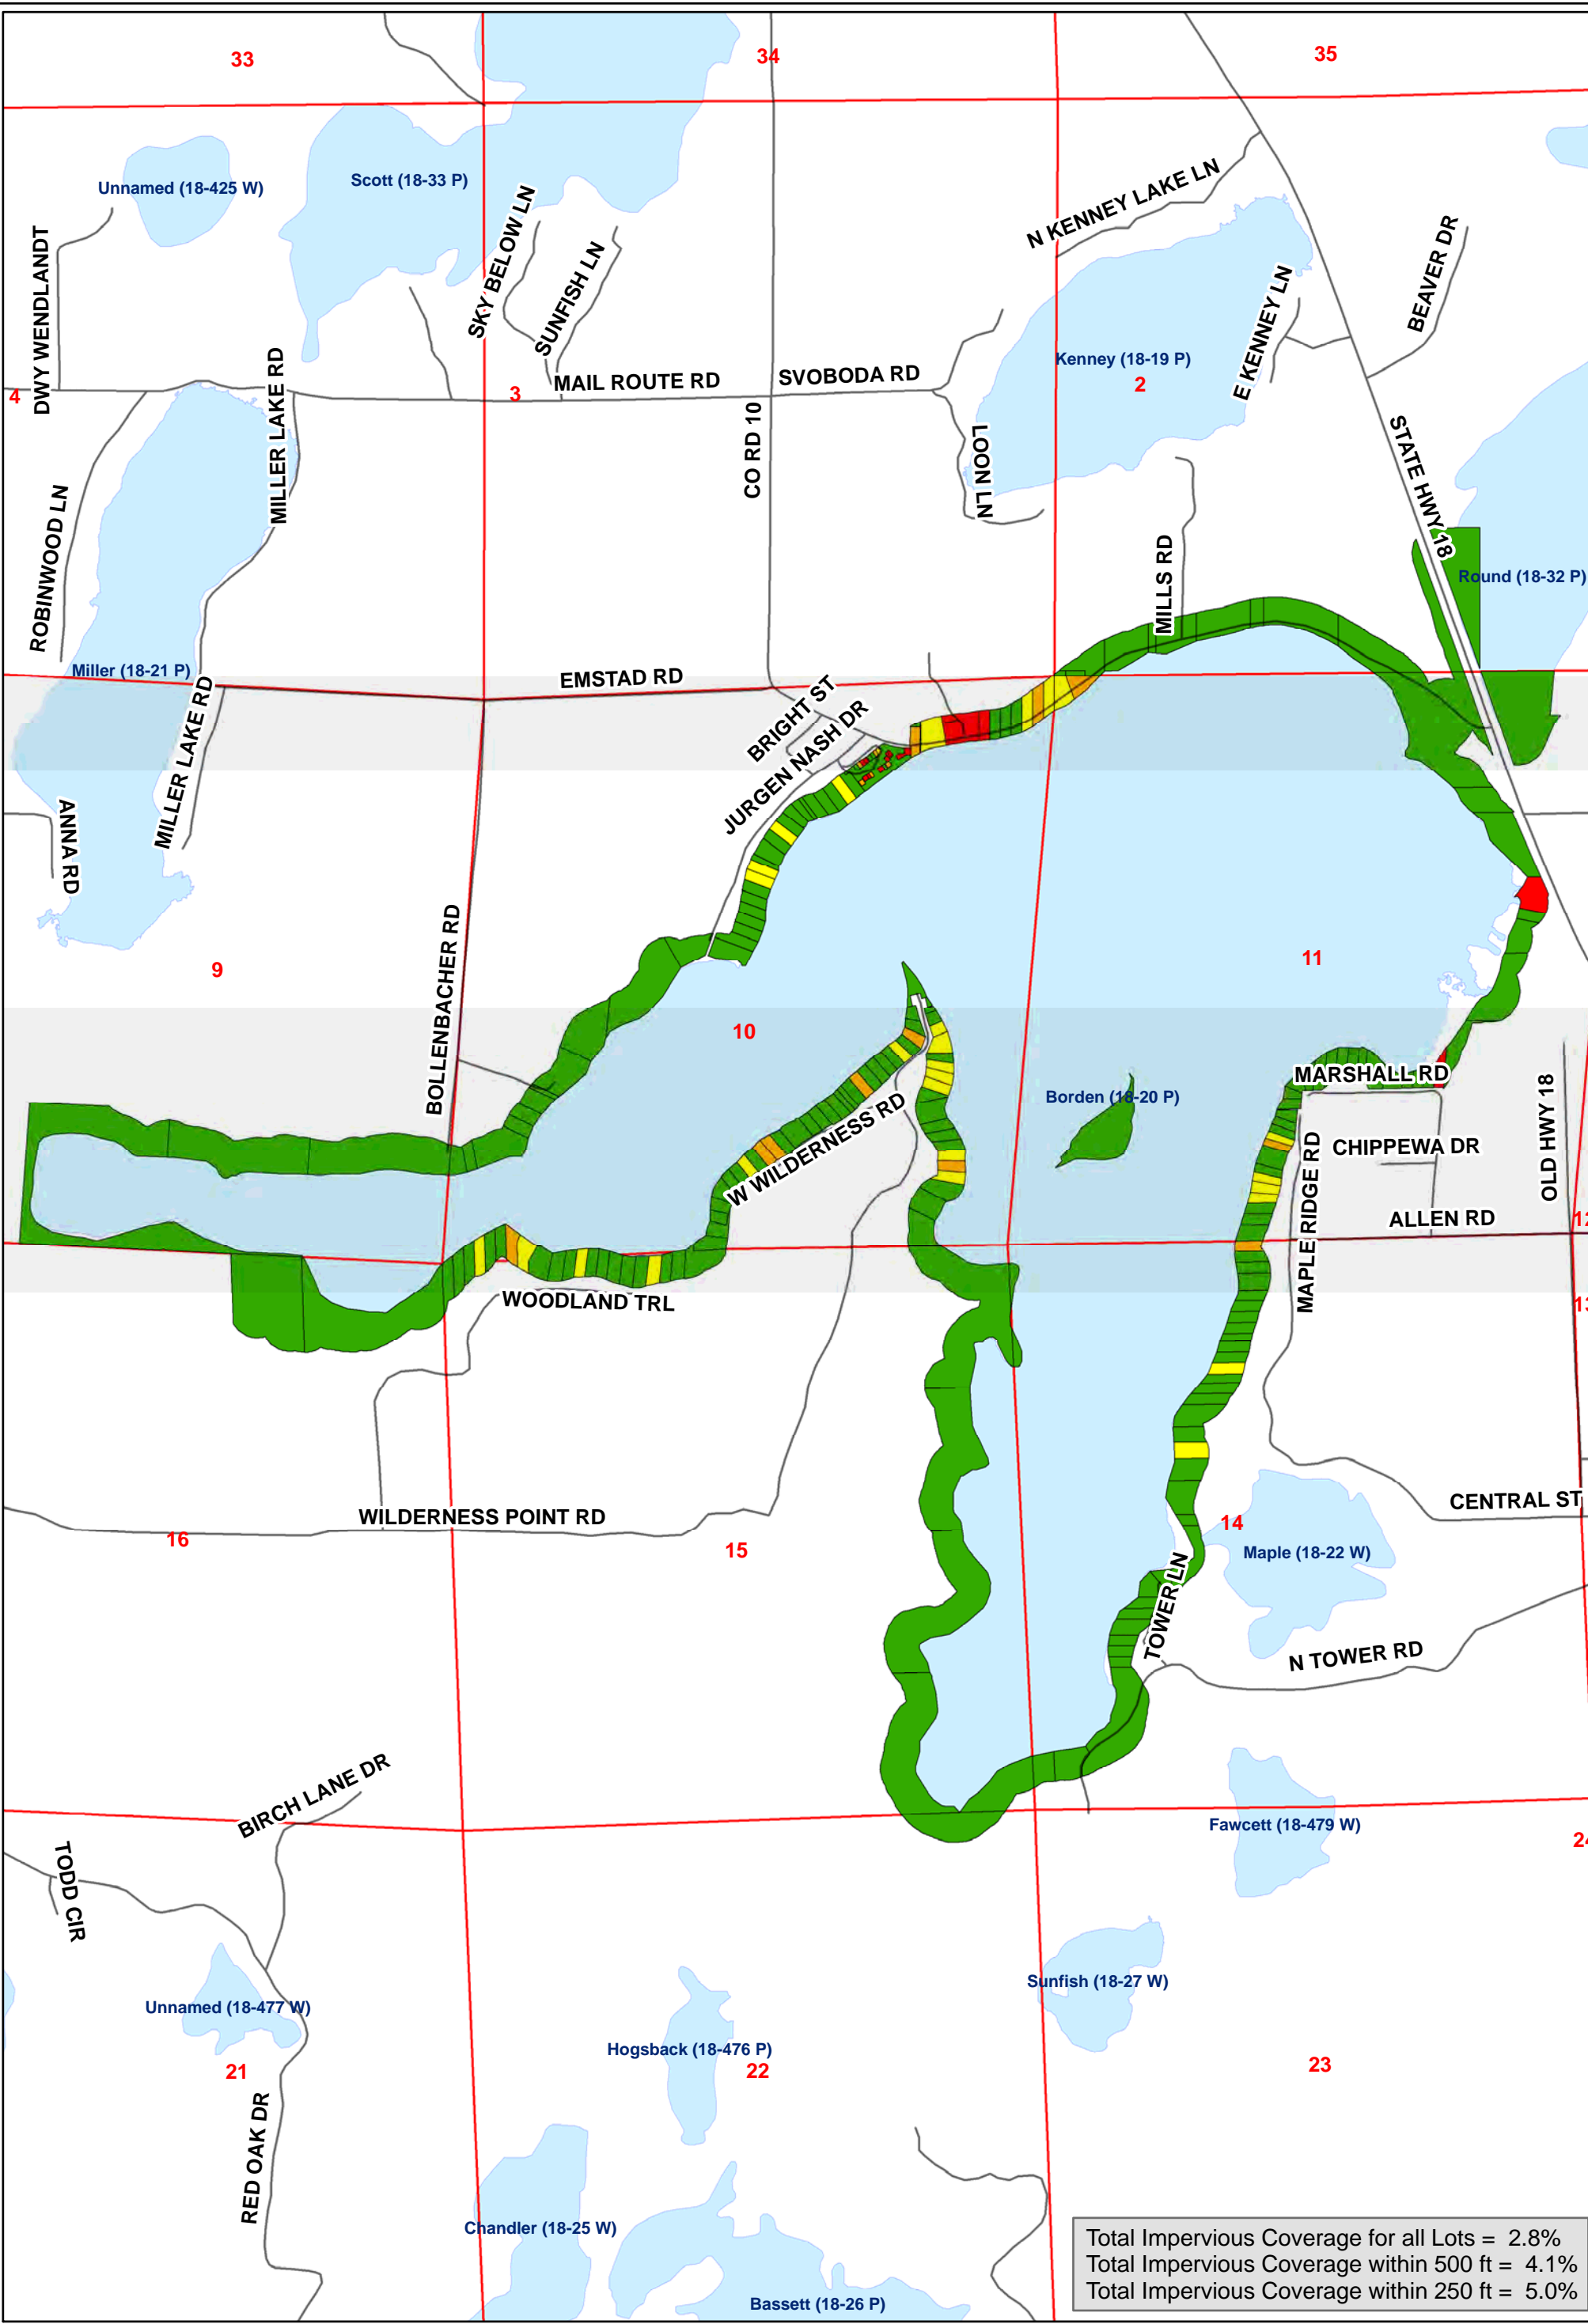 33
34
35
Unnamed (18-425 W)
Scott (18-33 P)
N KENNEY LAKE LN
DWY WENDLANDT
SKY BELOW LN
SUNFISH LN
BEAVER DR
E KENNEY LN
Kenney (18-19 P)
2
4
3
MAIL ROUTE RD
SVOBODA RD
MILLER LAKE RD
CO RD 10
LOON LN
STATE HWY 18
ROBINWOOD LN
MILLS RD
Round (18-32 P)
Miller (18-21 P)
EMSTAD RD
MILLER LAKE RD
BRIGHT ST
JURGEN NASH DR
ANNA RD
BOLLENBACHER RD
9
10
11
MARSHALL RD
Borden (18-20 P)
W WILDERNESS RD
CHIPPEWA DR
OLD HWY 18
MAPLE RIDGE RD
ALLEN RD
12
WOODLAND TRL
13
CENTRAL ST
WILDERNESS POINT RD
16
15
14
Maple (18-22 W)
TOWER LN
N TOWER RD
BIRCH LANE DR
Fawcett (18-479 W)
24
TODD CIR
Sunfish (18-27 W)
Unnamed (18-477 W)
Hogsback (18-476 P)
21
22
23
RED OAK DR
Chandler (18-25 W)
Bassett (18-26 P)
Total Impervious Coverage for all Lots = 2.8%
Total Impervious Coverage within 500 ft = 4.1%
Total Impervious Coverage within 250 ft = 5.0%